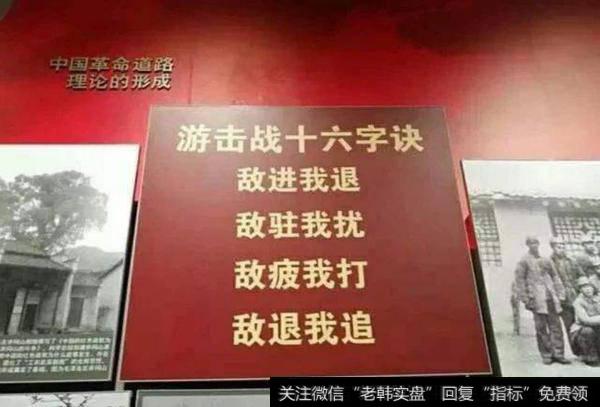 中国革命道路
理论的形成
游击战十六字诀
敌进我退
敌驻我扰
敌疲我打
敌退我追
关注微信“老韩实盘”回复“指标”免费领